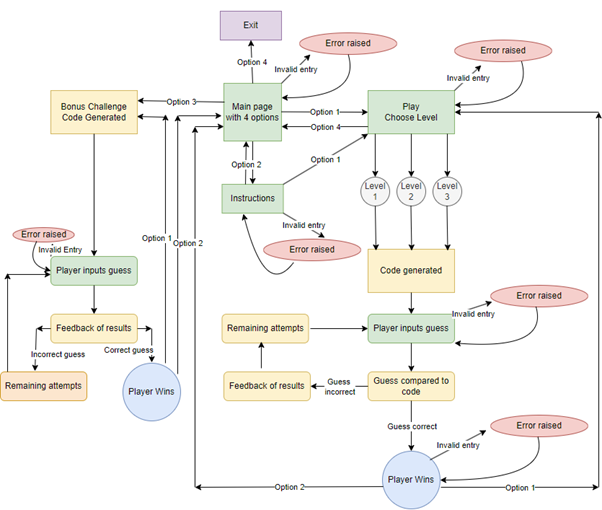 Exit
Error raised
Error raised
Option 4
Invalid entry
Invalid entry
Bonus Challenge
Code Generated
Option 3
Main page
with 4 options
Option 1
Option 4
Play
Choose Level
Option 2
Option 1
Instructions
Level
1
Level
2
Level
3
Invalid entry
Error raised
Error raised
Invalid Entry
Option 1
Option 2
Player inputs guess
Code generated
Error raised
Invalid entry
Feedback of results
Remaining attempts
Player inputs guess
Incorrect guess
Correct guess
Remaining attempts
Player Wins
Feedback of results
Guess
incorrect
Guess compared to
code
Guess correct
Error raised
Invalid entry
Player Wins
Option 2
Option 1